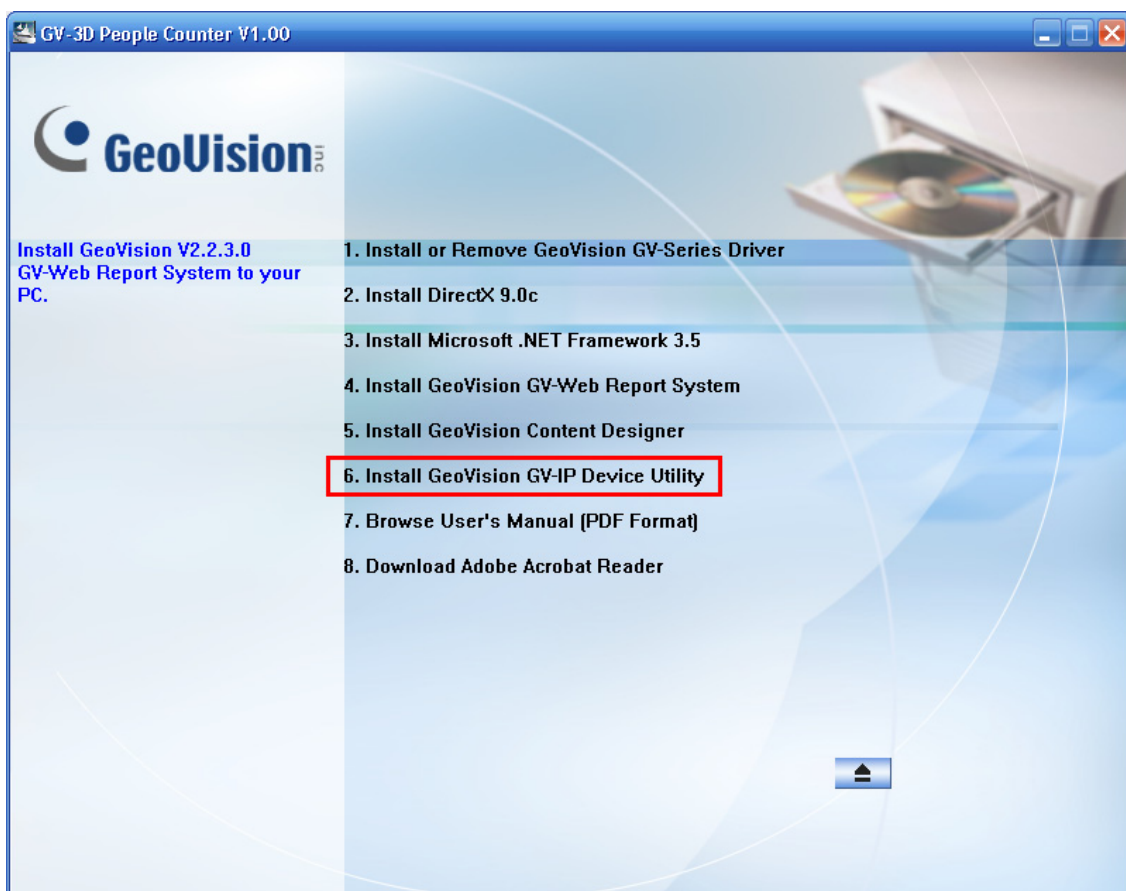 GV-3D People Counter V1.00
GeoVision inc
Install GeoVision V2.2.3.0
GV-Web Report System to your
PC.
1. Install or Remove GeoVision GV-Series Driver
2. Install DirectX 9.0c
3. Install Microsoft .NET Framework 3.5
4. Install GeoVision GV-Web Report System
5. Install GeoVision Content Designer
6. Install GeoVision GV-IP Device Utility
7. Browse User's Manual (PDF Format)
8. Download Adobe Acrobat Reader